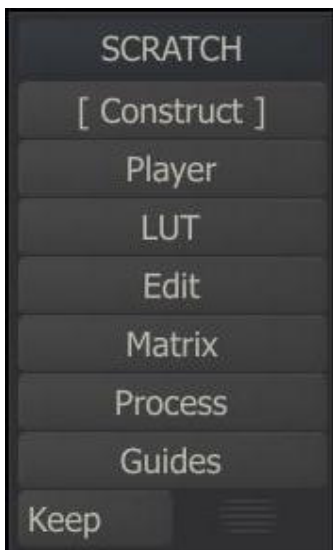 SCRATCH
[ Construct ]
Player
LUT
Edit
Matrix
Process
Guides
Keep